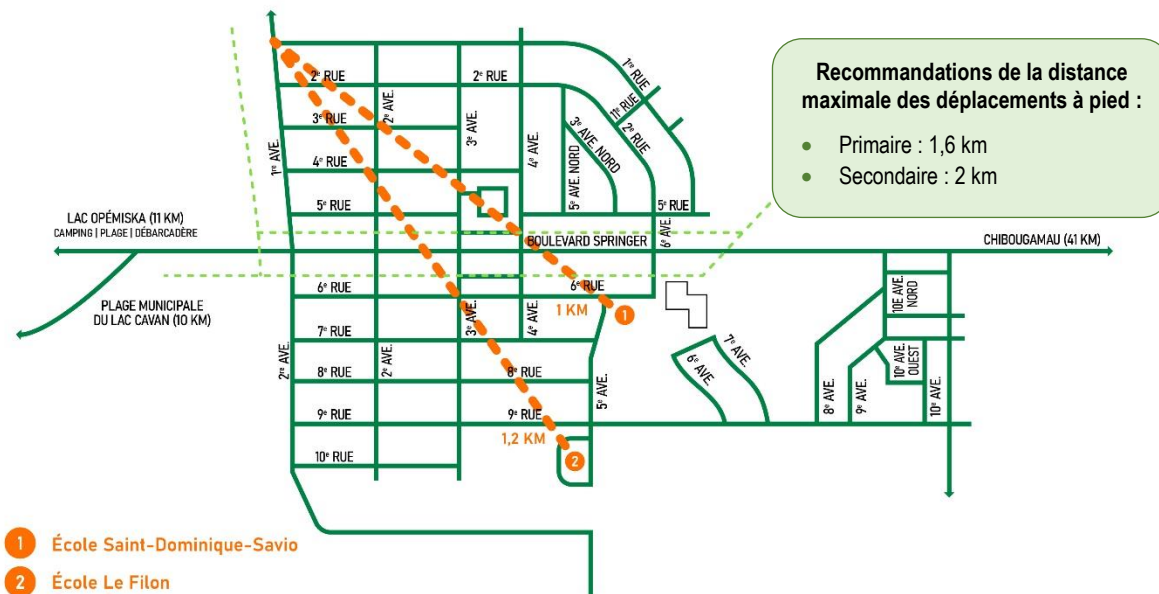 Recommandations de la distance
maximale des déplacements à pied :
• Primaire : 1,6 km
• Secondaire : 2 km
1re RUE
2e RUE
2e RUE
11e RUE
2e RUE
3e RUE
2e AVE.
3e AVE.
4e AVE.
3e AVE. NORD
5e AVE. NORD
1re AVE.
4e RUE
5e RUE
5e RUE
6e AVE.
LAC OPÉMISKA (11 KM)
CAMPING | PLAGE | DÉBARCADÈRE
BOULEVARD SPRINGER
CHIBOUGAMAU (41 KM)
PLAGE MUNICIPALE
DU LAC CAVAN (10 KM)
6e RUE
6e RUE
1 KM
1
10E AVE.
NORD
7e RUE
3e AVE.
4e AVE.
2re AVE.
2e AVE.
8e RUE
8e RUE
5e AVE.
6e AVE.
7e AVE.
8e AVE.
9e AVE.
10e AVE.
OUEST
10e AVE.
9e RUE
9e RUE
1,2 KM
2
10e RUE
1 École Saint-Dominique-Savio
2 École Le Filon